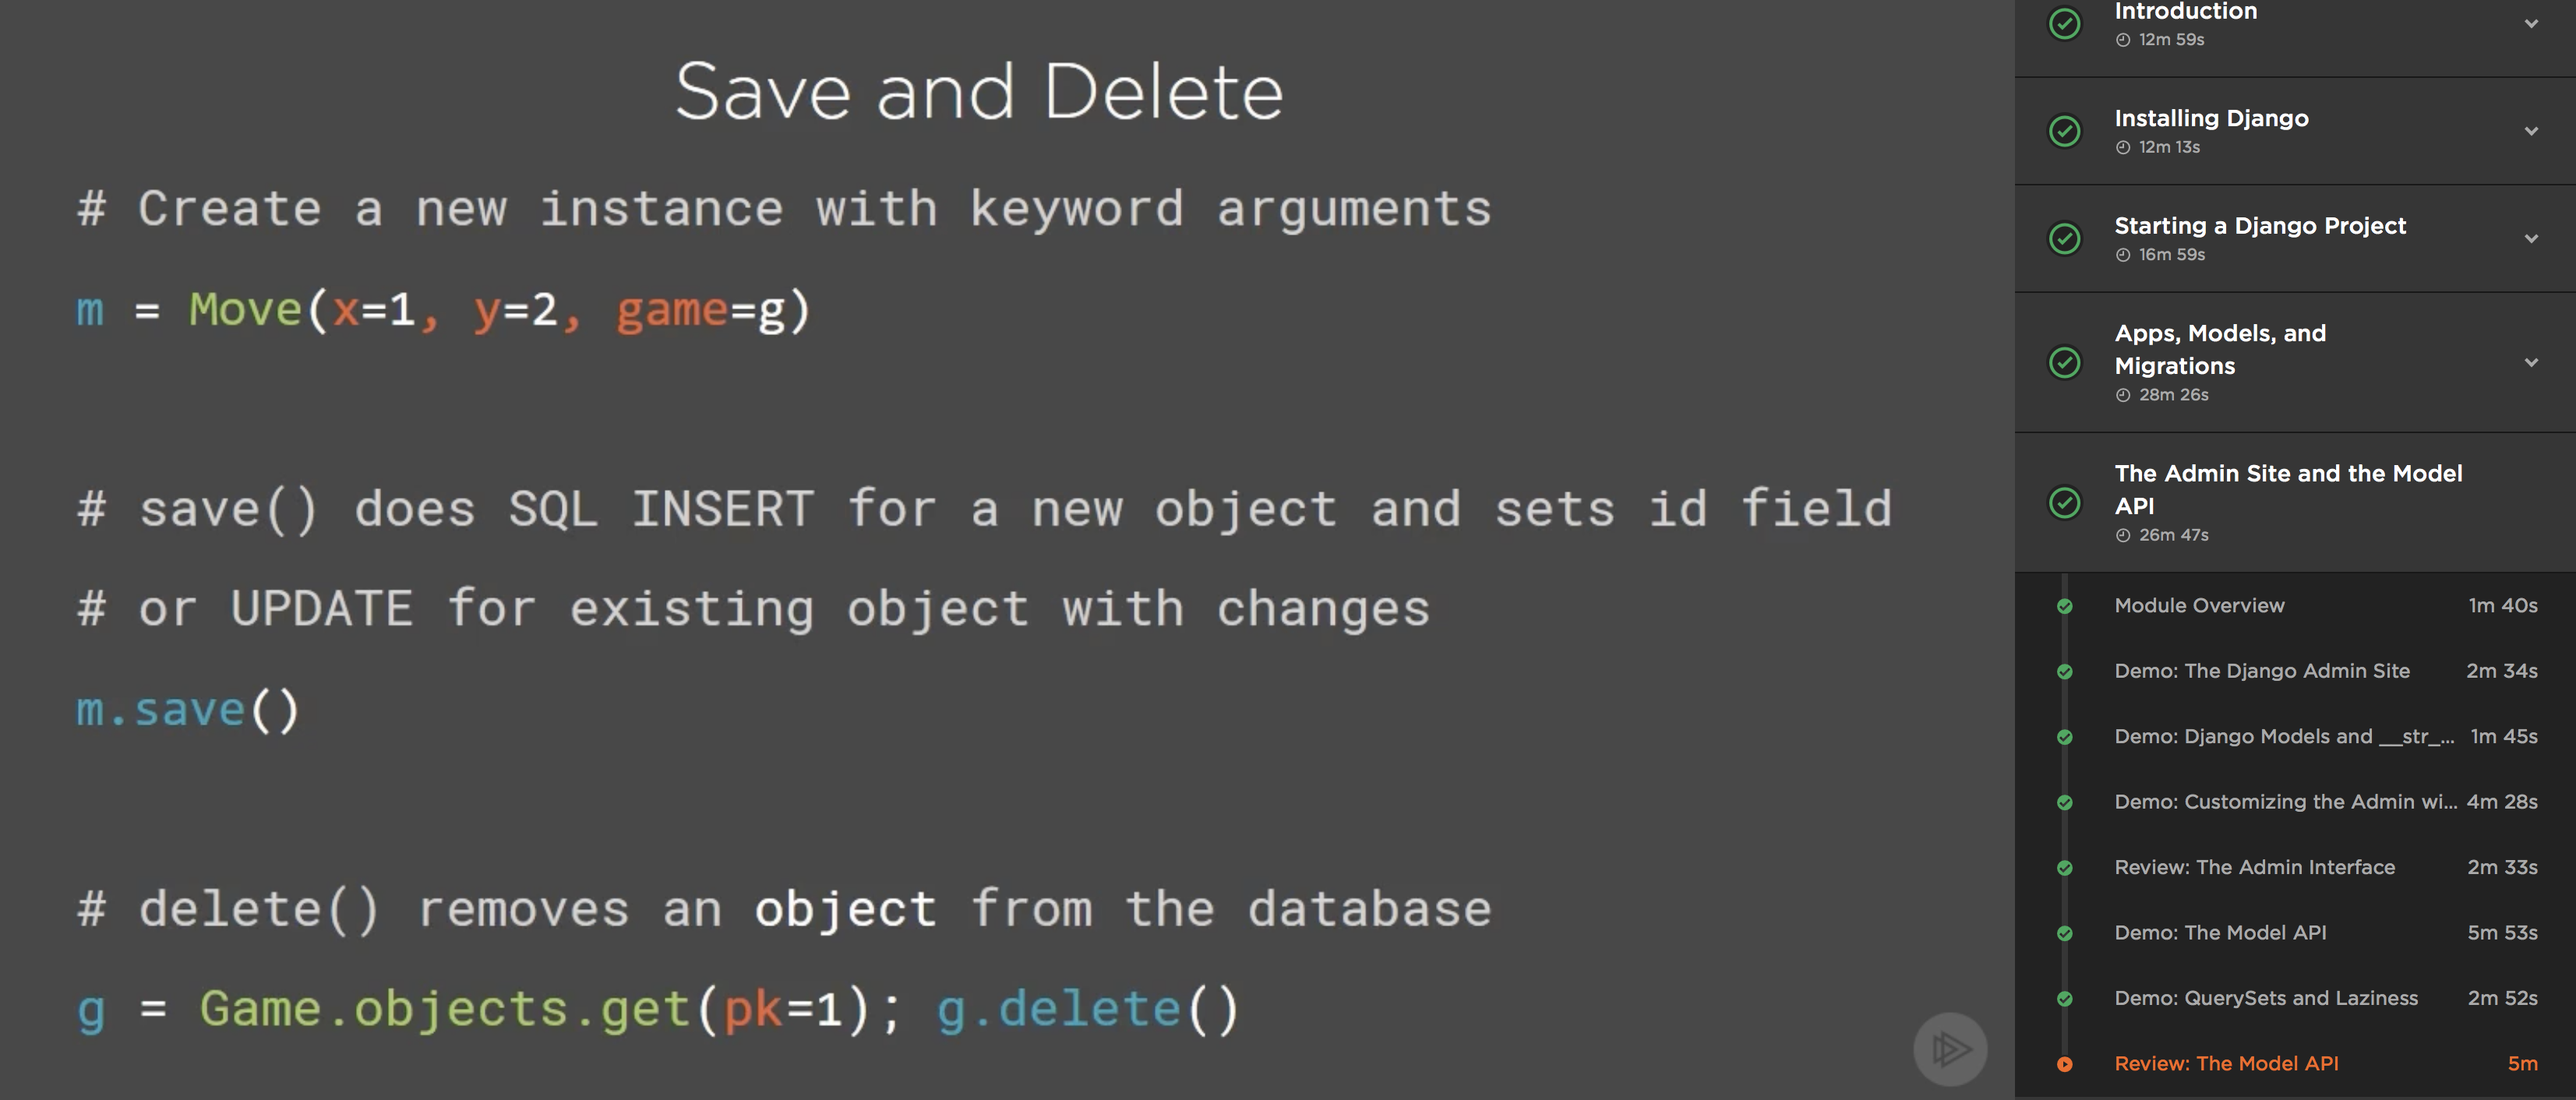 Save and Delete
# Create a new instance with keyword arguments
m = Move(x=1, y=2, game=g)
# save() does SQL INSERT for a new object and sets id field
# or UPDATE for existing object with changes
m.save()
# delete() removes an object from the database
g = Game.objects.get(pk=1); g.delete()
Introduction
12m 59s
Installing Django
12m 13s
Starting a Django Project
16m 59s
Apps, Models, and
Migrations
28m 26s
The Admin Site and the Model
API
26m 47s
Module Overview 1m 40s
Demo: The Django Admin Site 2m 34s
Demo: Django Models and __str_... 1m 45s
Demo: Customizing the Admin wi... 4m 28s
Review: The Admin Interface 2m 33s
Demo: The Model API 5m 53s
Demo: QuerySets and Laziness 2m 52s
Review: The Model API 5m